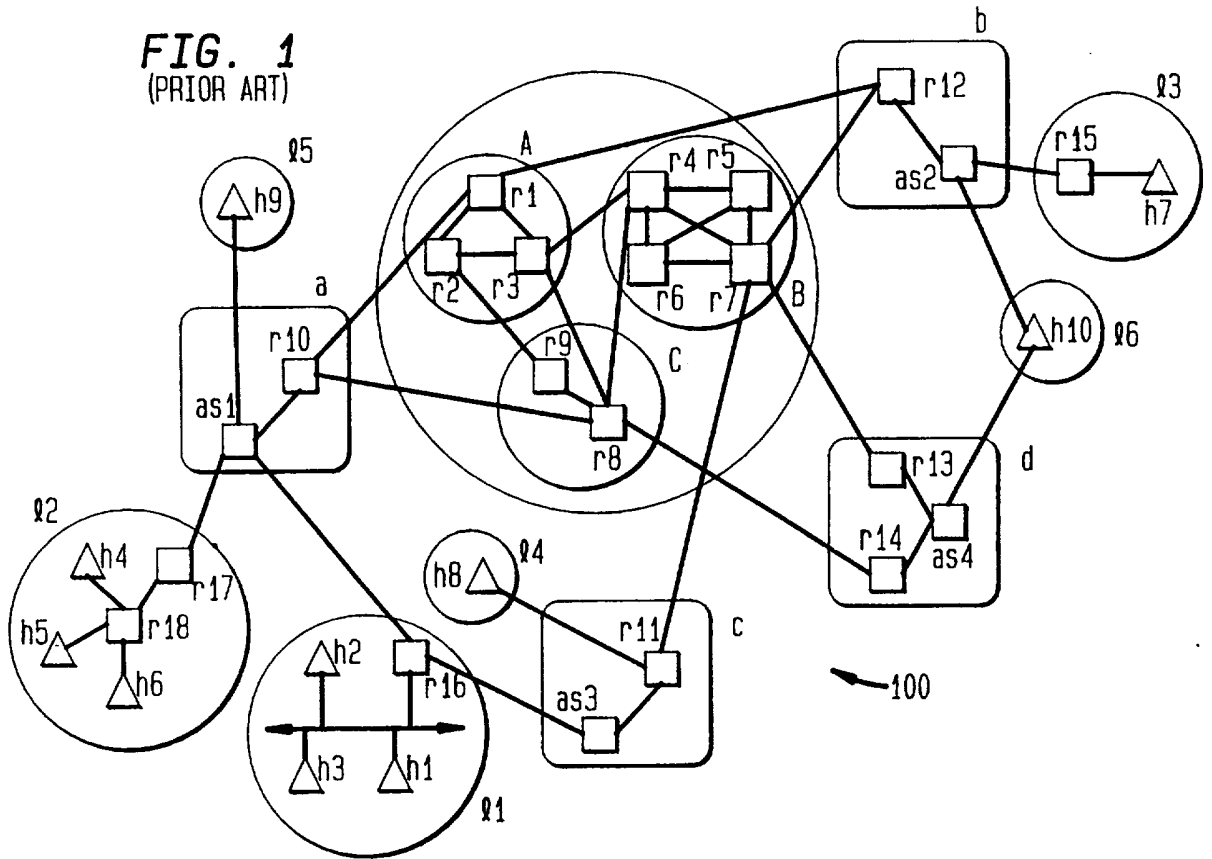 FIG. 1
(PRIOR ART)
b
r12
ℓ3
r15
as2
h7
A
r1
r4 r5
ℓ5
h9
r2
r3
r6
r7
B
a
r10
r9
C
h10
ℓ6
as1
r8
r13
d
r14
as4
ℓ2
h4
r17
h5
r18
h6
h8
ℓ4
r11
c
h2
r16
as3
100
h3
h1
ℓ1